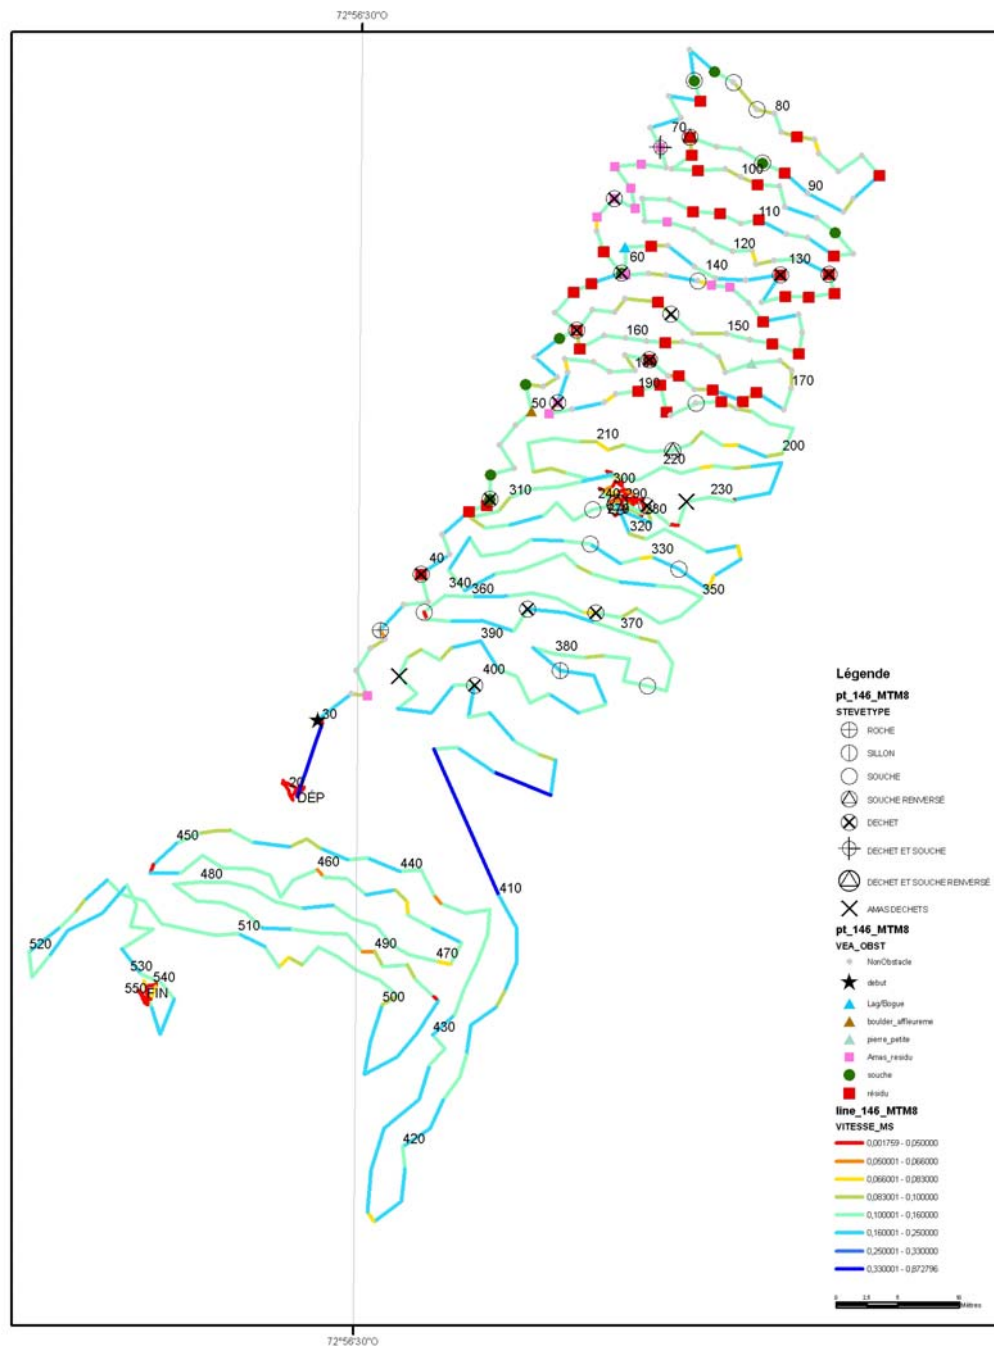 72°56'30"O
80
70
100
90
110
120
60
130
140
150
160
170
190
50
210
200
220
300
310
230
240
290
270
280
320
40
330
340
360
350
370
390
380
400
30
20
DÉP
450
460
440
480
410
510
490
470
520
530
540
550
FIN
500
430
420
Légende
pt_146_MTM8
STEVETYPE
ROCHE
SILLON
SOUCHE
SOUCHE RENVERSÉ
DECHET
DECHET ET SOUCHE
DECHET ET SOUCHE RENVERSÉ
AMAS DECHETS
pt_146_MTM8
VEA_OBST
NonObstacle
debut
Lag/Bogue
boulder_affleureme
pierre_petite
Amas_residu
souche
résidu
line_146_MTM8
VITESSE_MS
0,001759 - 0,050000
0,050001 - 0,066000
0,066001 - 0,083000
0,083001 - 0,100000
0,100001 - 0,160000
0,160001 - 0,250000
0,250001 - 0,330000
0,330001 - 0,872796
0 2,5 5 10
Mètres
72°56'30"O